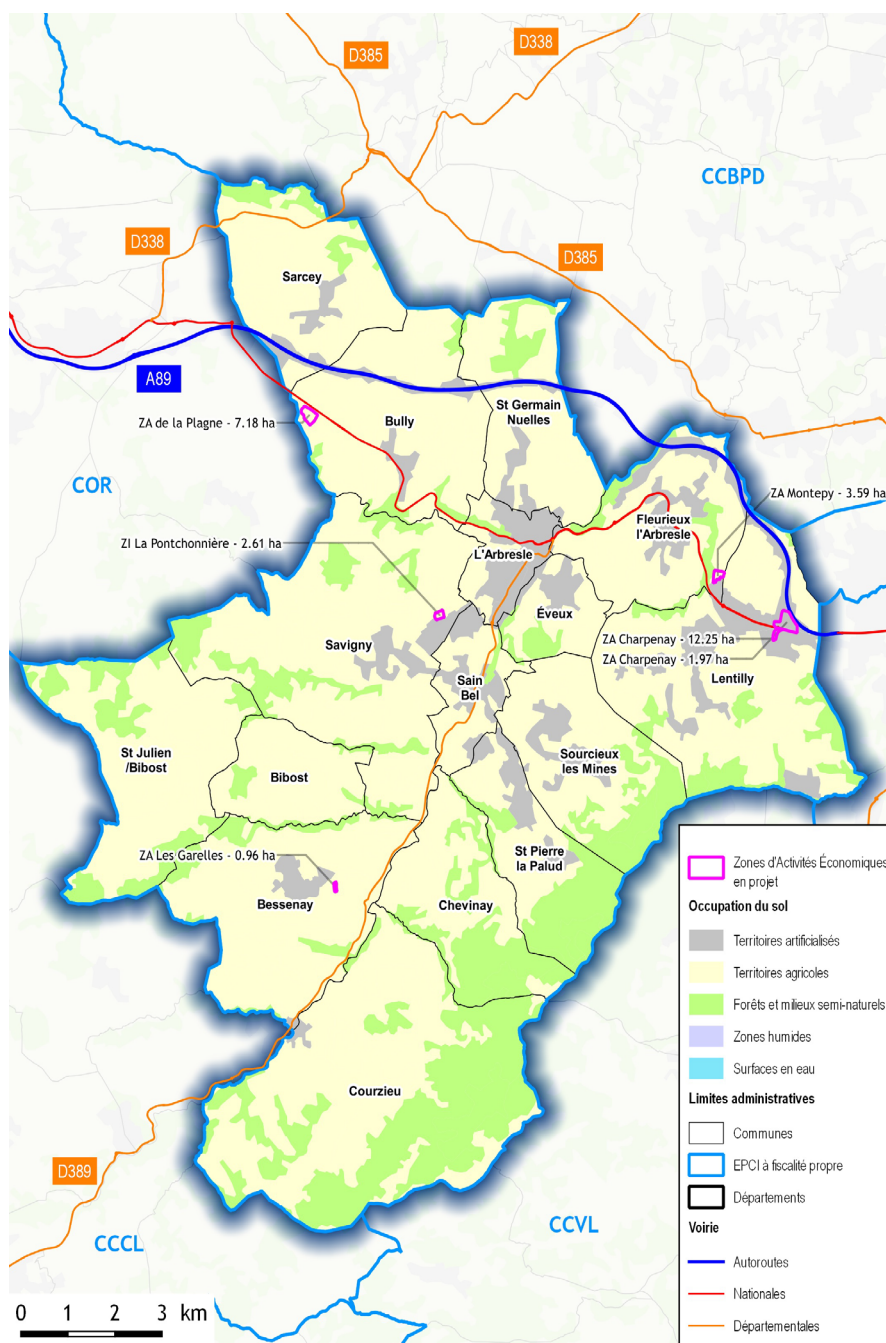 D385
D338
CCBPD
D338
Sarcey
D385
A89
ZA de la Plagne - 7.18 ha
Bully
St Germain
Nuelles
COR
ZA Montepy - 3.59 ha
Fleurieux
l'Arbresle
ZI La Pontchonnière - 2.61 ha
L'Arbresle
Éveux
Savigny
ZA Charpenay - 12.25 ha
ZA Charpenay - 1.97 ha
Lentilly
Sain
Bel
St Julien
/Bibost
Bibost
Sourcieux
les Mines
ZA Les Garelles - 0.96 ha
St Pierre
la Palud
Bessenay
Chevinay
Courzieu
D389
CCCL
CCVL
0 1 2 3 km
Zones d'Activités Économiques
en projet
Occupation du sol
Territoires artificialisés
Territoires agricoles
Forêts et milieux semi-naturels
Zones humides
Surfaces en eau
Limites administratives
Communes
EPCI à fiscalité propre
Départements
Voirie
Autoroutes
Nationales
Départementales